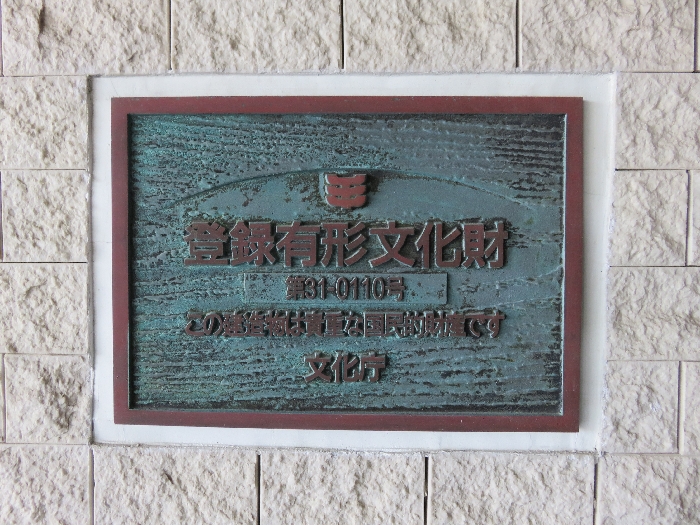 登録有形文化財
第31-0110号
この建造物は貴重な国民的財産です
文化庁